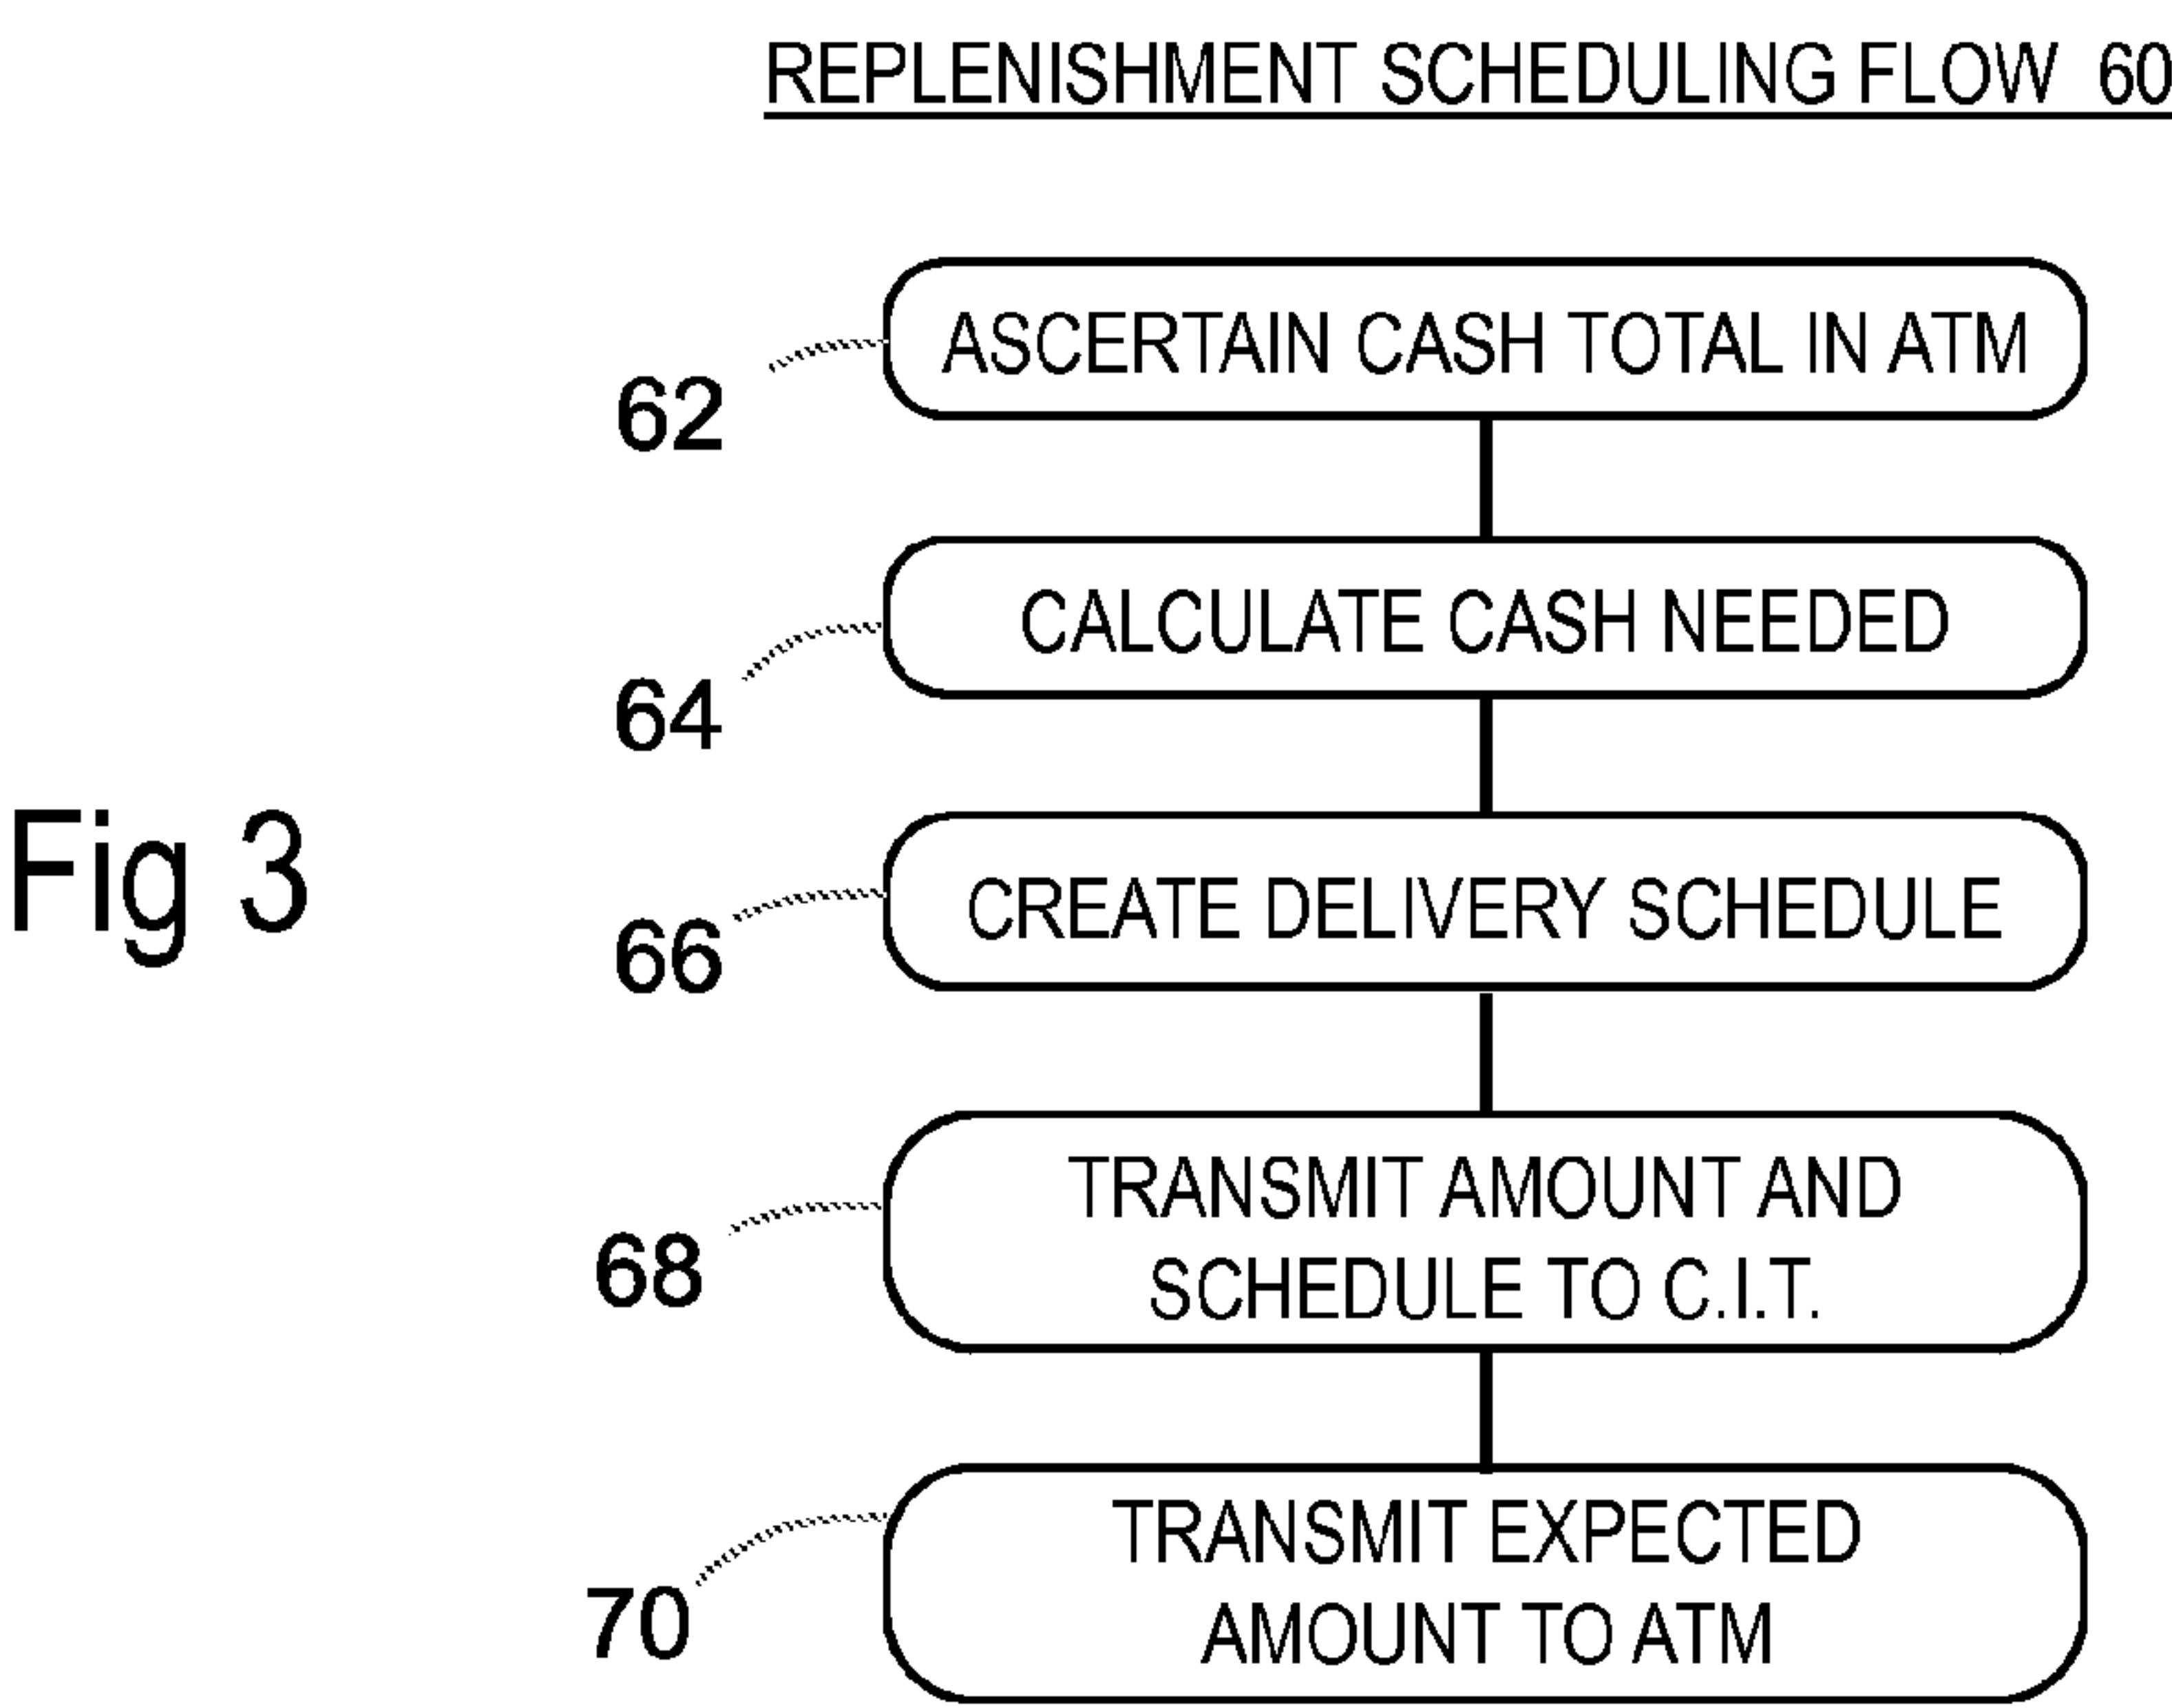 REPLENISHMENT SCHEDULING FLOW 60
ASCERTAIN CASH TOTAL IN ATM
62
CALCULATE CASH NEEDED
64
Fig 3
CREATE DELIVERY SCHEDULE
66
TRANSMIT AMOUNT AND
SCHEDULE TO C.I.T.
68
TRANSMIT EXPECTED
AMOUNT TO ATM
70